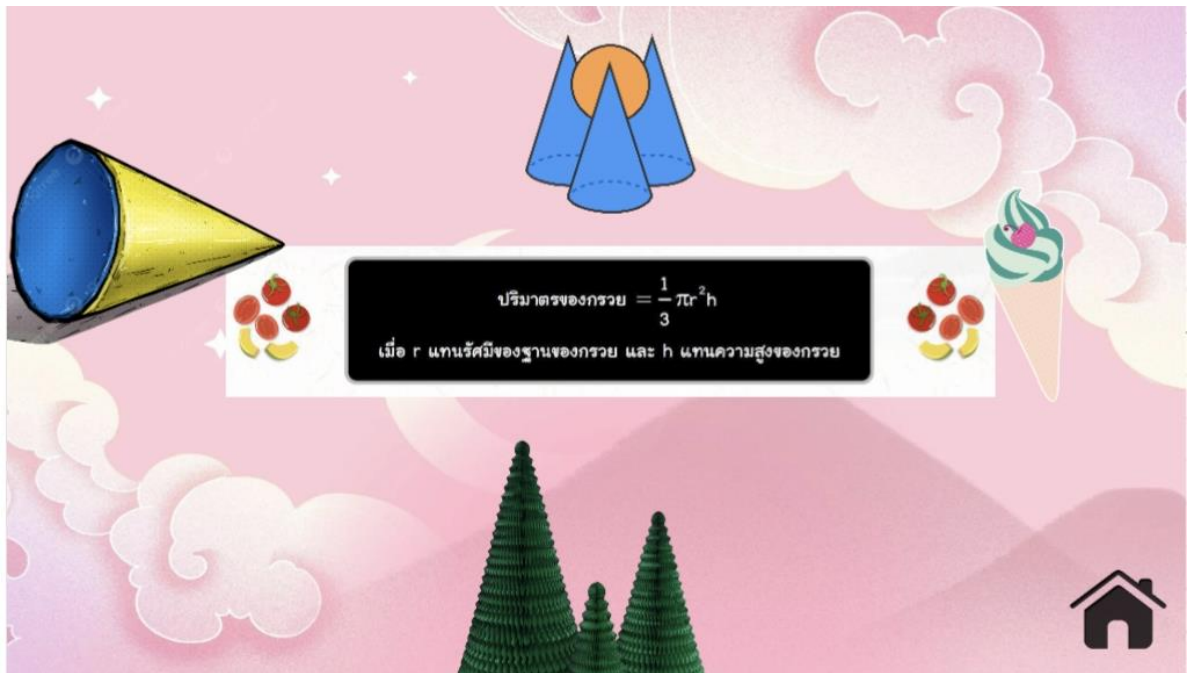 ปริมาตรของกรวย = 1/3 πr²h
เมื่อ r แทนรัศมีของฐานของกรวย และ h แทนความสูงของกรวย